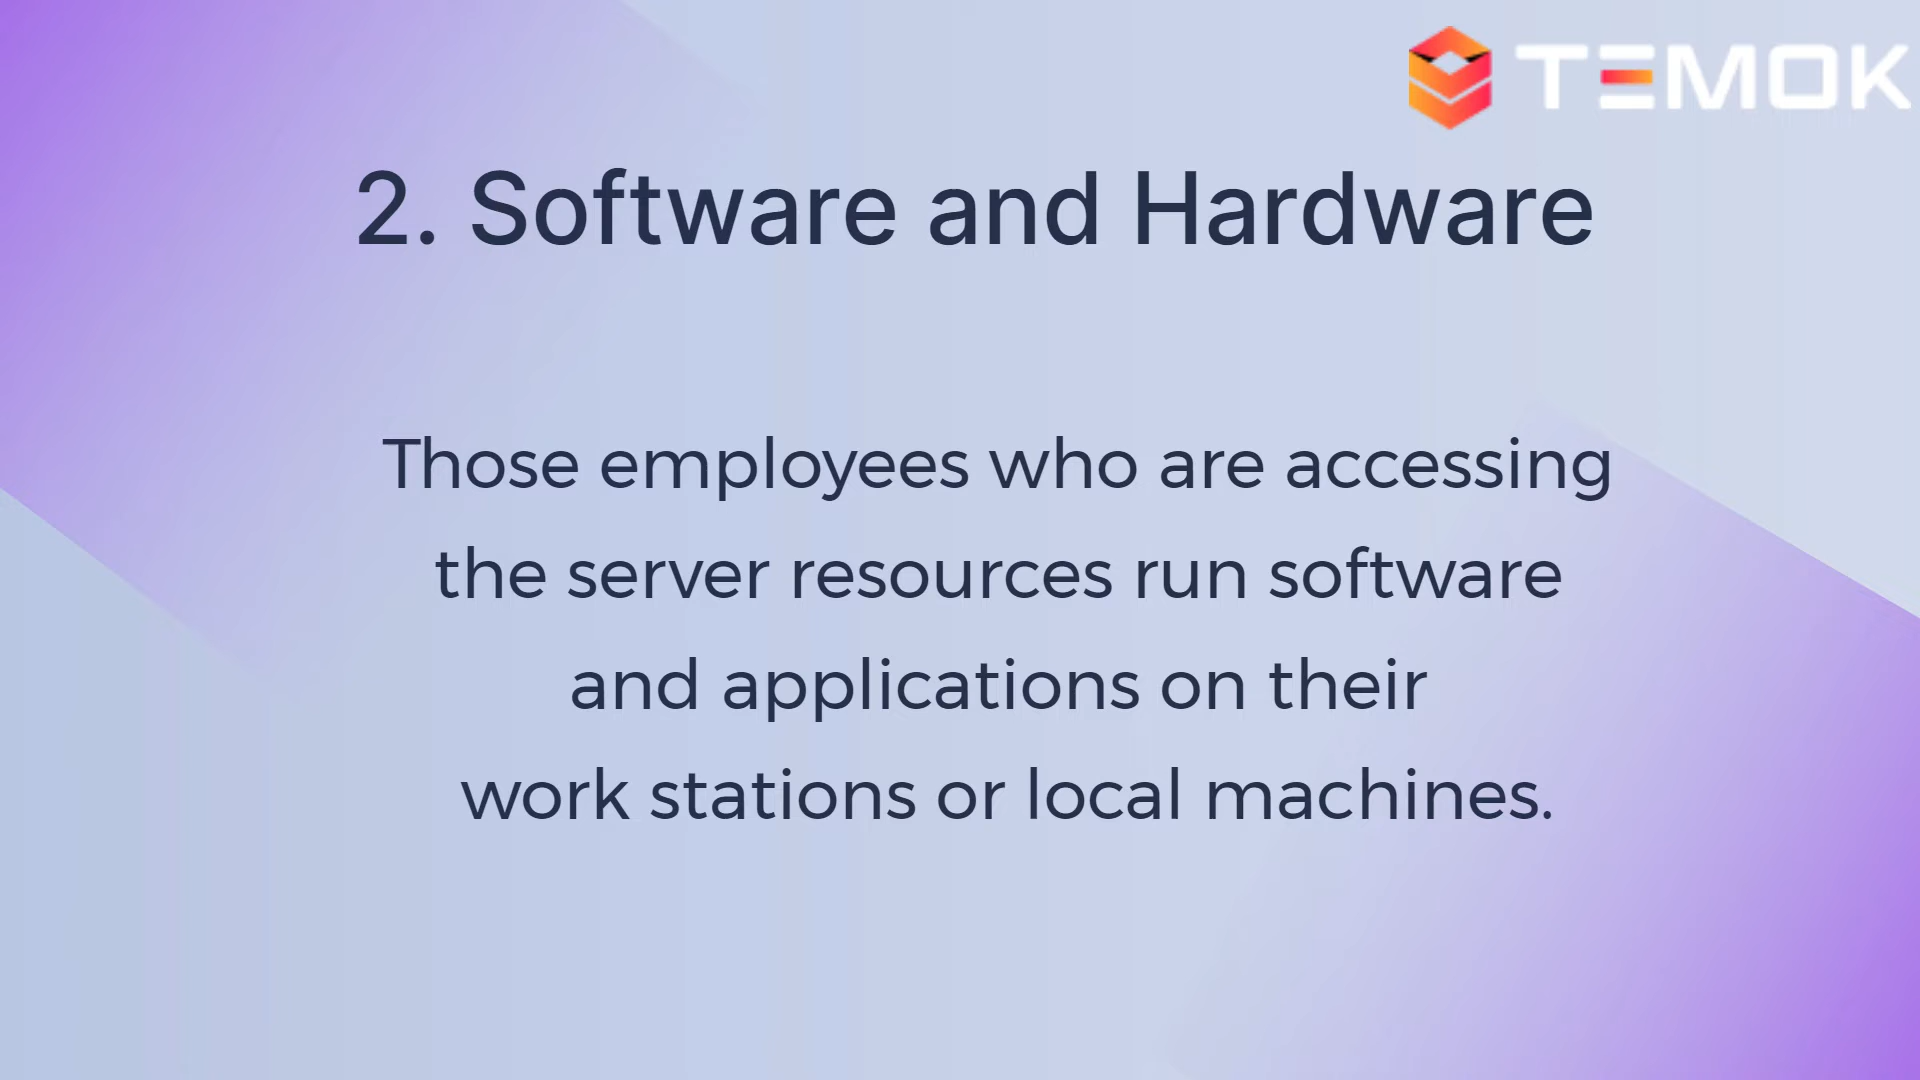 TEMOK
2. Software and Hardware
Those employees who are accessing
the server resources run software
and applications on their
work stations or local machines.